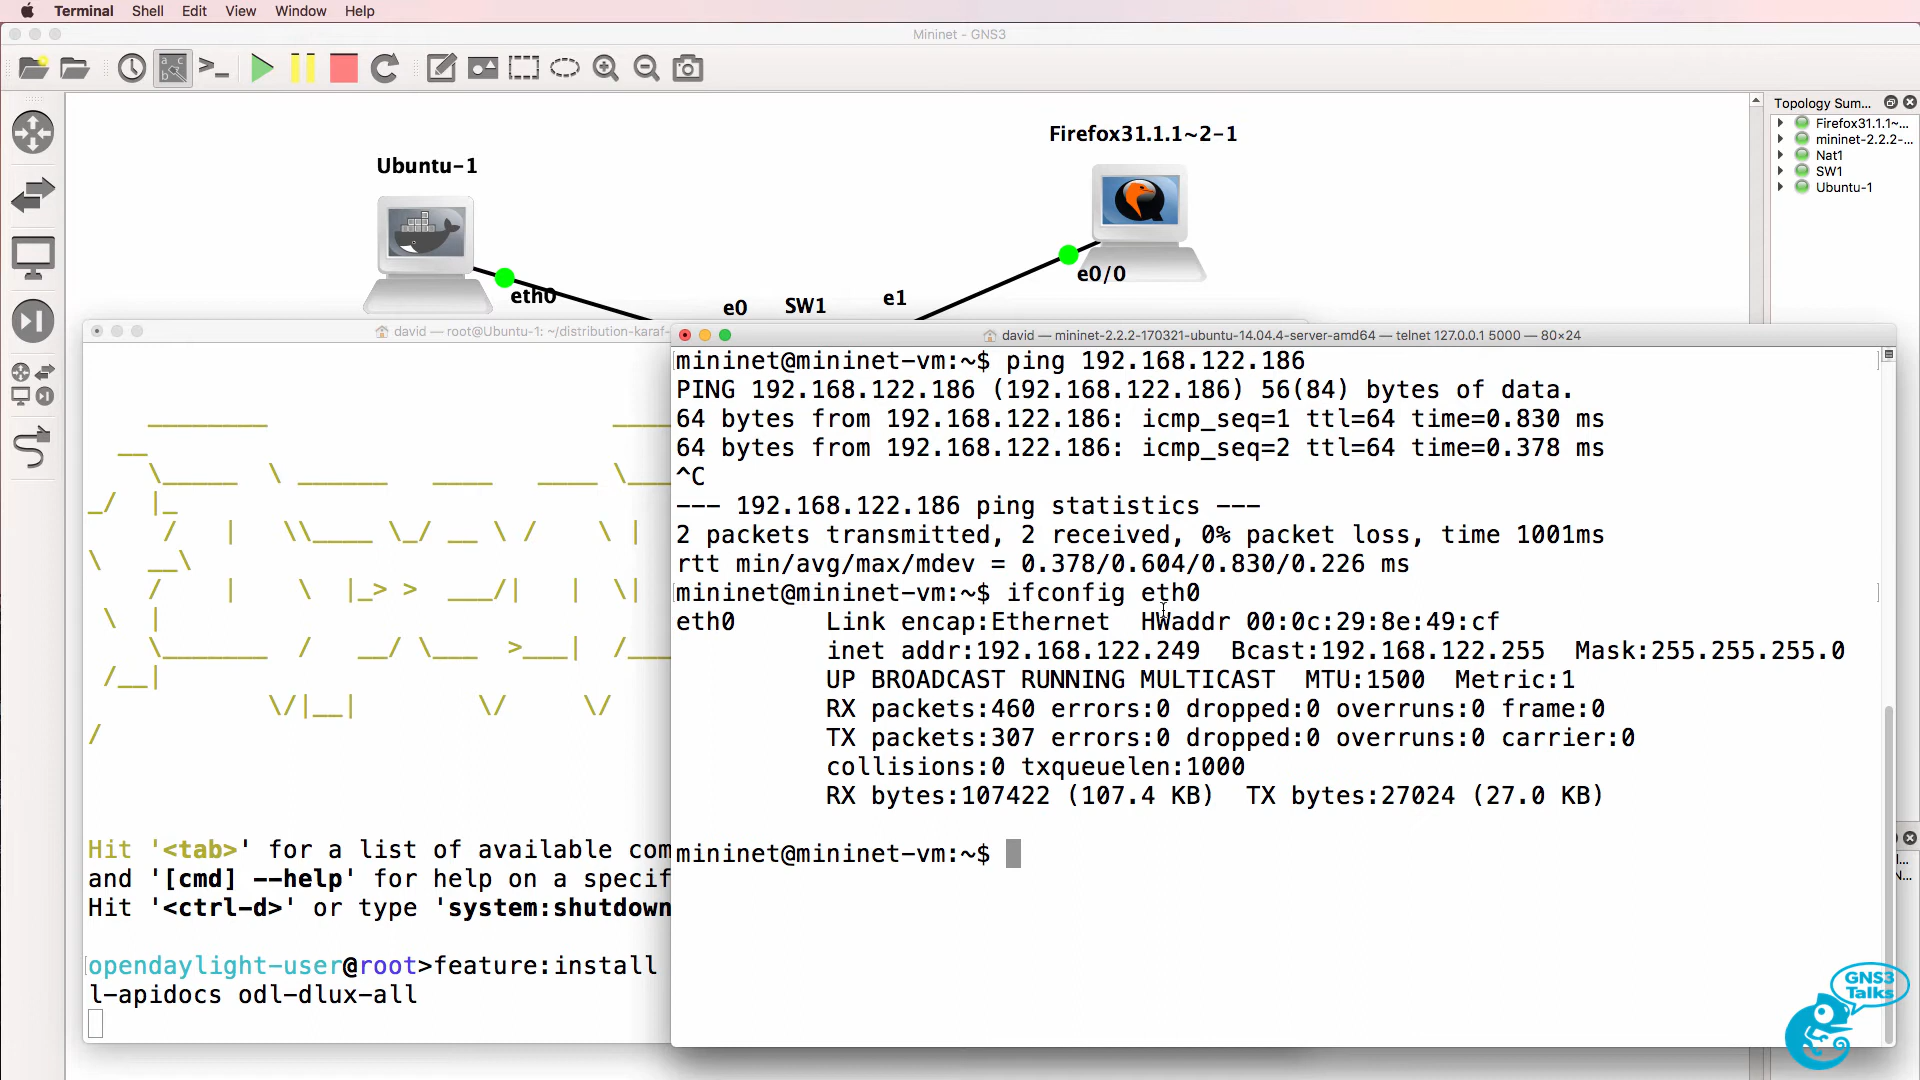 Terminal Shell Edit View Window Help
Mininet - GNS3
Topology Sum...
Firefox31.1.1~...
mininet-2.2.2-...
Nat1
SW1
Ubuntu-1
Firefox31.1.1~2-1
Ubuntu-1
e0/0
eth0
e0 SW1 e1
david — root@Ubuntu-1: ~/distribution-karaf-
Hit '<tab>' for a list of available com
and '[cmd] --help' for help on a specif
Hit '<ctrl-d>' or type 'system:shutdown
opendaylight-user@root>feature:install
l-apidocs odl-dlux-all
david — mininet-2.2.2-170321-ubuntu-14.04.4-server-amd64 — telnet 127.0.0.1 5000 — 80×24
mininet@mininet-vm:~$ ping 192.168.122.186
PING 192.168.122.186 (192.168.122.186) 56(84) bytes of data.
64 bytes from 192.168.122.186: icmp_seq=1 ttl=64 time=0.830 ms
64 bytes from 192.168.122.186: icmp_seq=2 ttl=64 time=0.378 ms
^C
--- 192.168.122.186 ping statistics ---
2 packets transmitted, 2 received, 0% packet loss, time 1001ms
rtt min/avg/max/mdev = 0.378/0.604/0.830/0.226 ms
mininet@mininet-vm:~$ ifconfig eth0
eth0 Link encap:Ethernet HWaddr 00:0c:29:8e:49:cf
inet addr:192.168.122.249 Bcast:192.168.122.255 Mask:255.255.255.0
UP BROADCAST RUNNING MULTICAST MTU:1500 Metric:1
RX packets:460 errors:0 dropped:0 overruns:0 frame:0
TX packets:307 errors:0 dropped:0 overruns:0 carrier:0
collisions:0 txqueuelen:1000
RX bytes:107422 (107.4 KB) TX bytes:27024 (27.0 KB)
mininet@mininet-vm:~$
GNS3
Talks